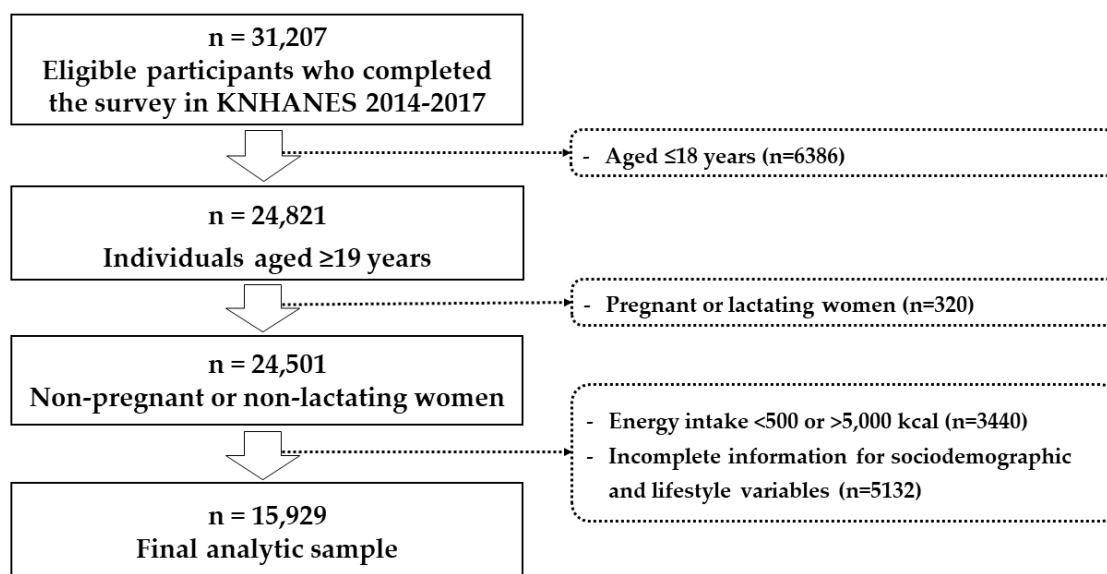 n = 31,207
Eligible participants who completed
the survey in KNHANES 2014-2017
- Aged ≤18 years (n=6386)
n = 24,821
Individuals aged ≥19 years
- Pregnant or lactating women (n=320)
n = 24,501
Non-pregnant or non-lactating women
- Energy intake <500 or >5,000 kcal (n=3440)
- Incomplete information for sociodemographic
and lifestyle variables (n=5132)
n = 15,929
Final analytic sample